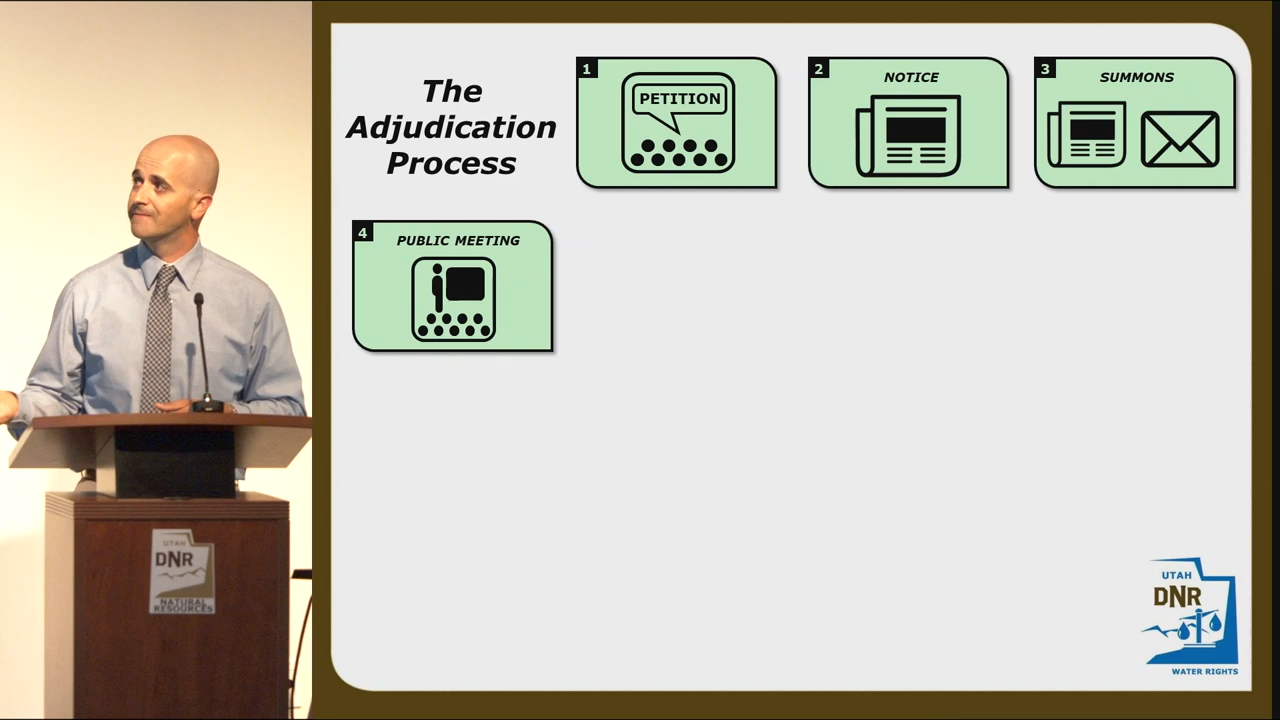 The
Adjudication
Process
1
PETITION
2
NOTICE
3
SUMMONS
4
PUBLIC MEETING
UTAH
DNR
NATURAL
RESOURCES
UTAH
DNR
WATER RIGHTS